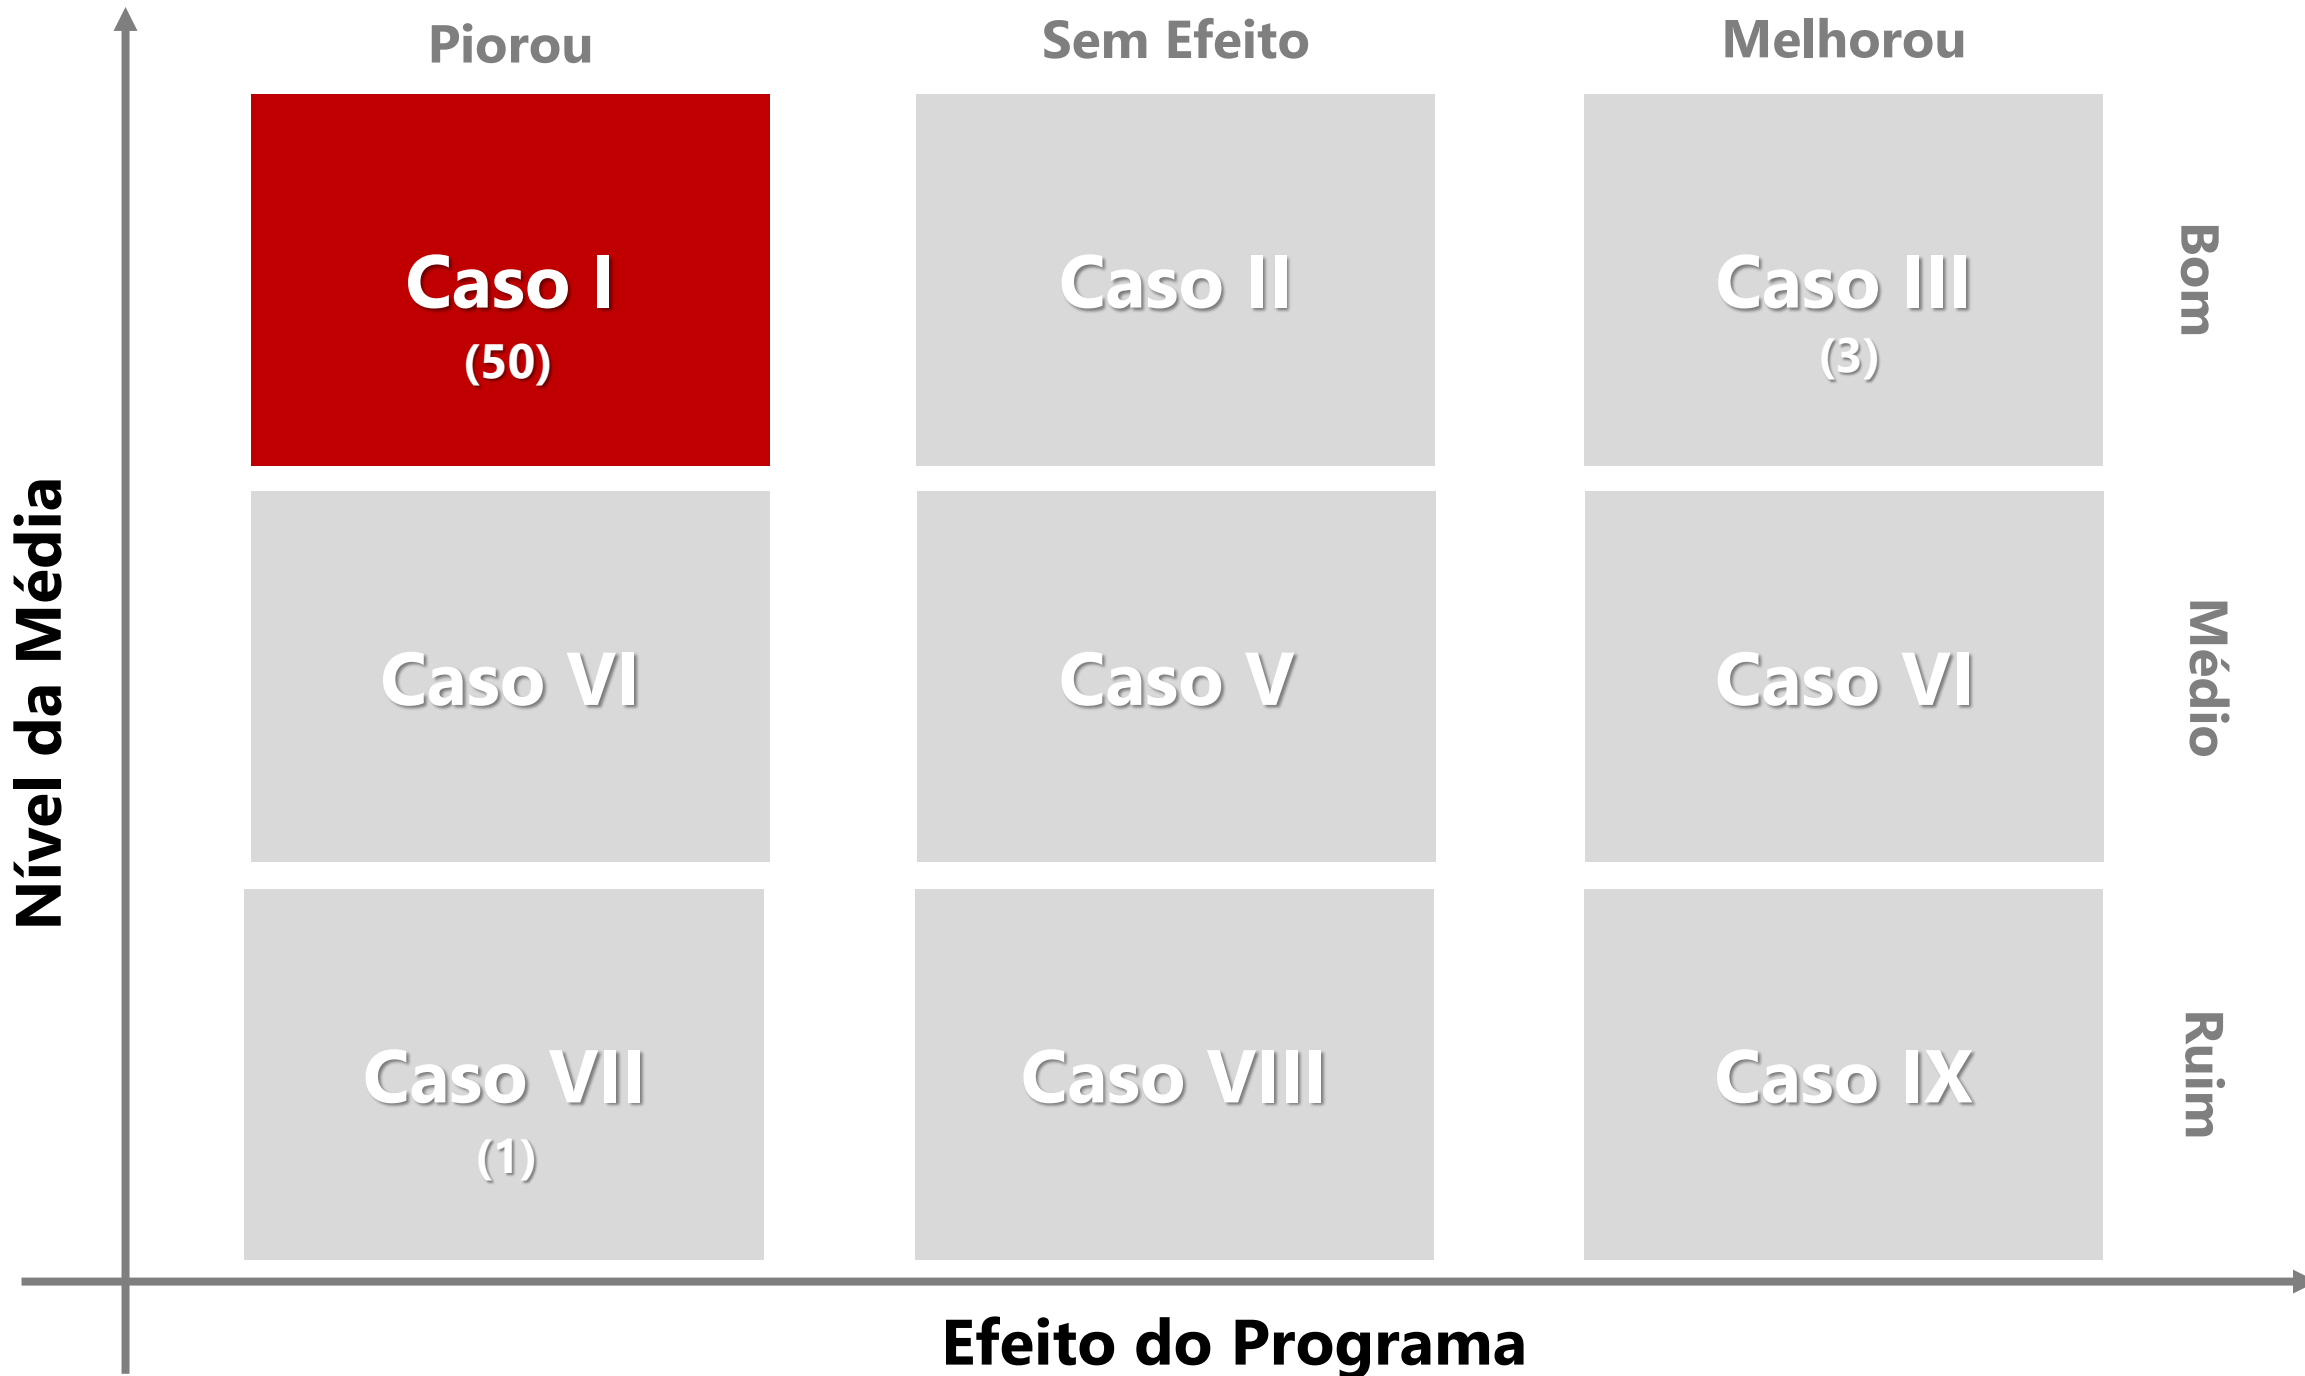 Piorou
Sem Efeito
Melhorou
Caso I
(50)
Caso II
Caso III
(3)
Bom
Nível da Média
Caso VI
Caso V
Caso VI
Médio
Caso VII
(1)
Caso VIII
Caso IX
Ruim
Efeito do Programa